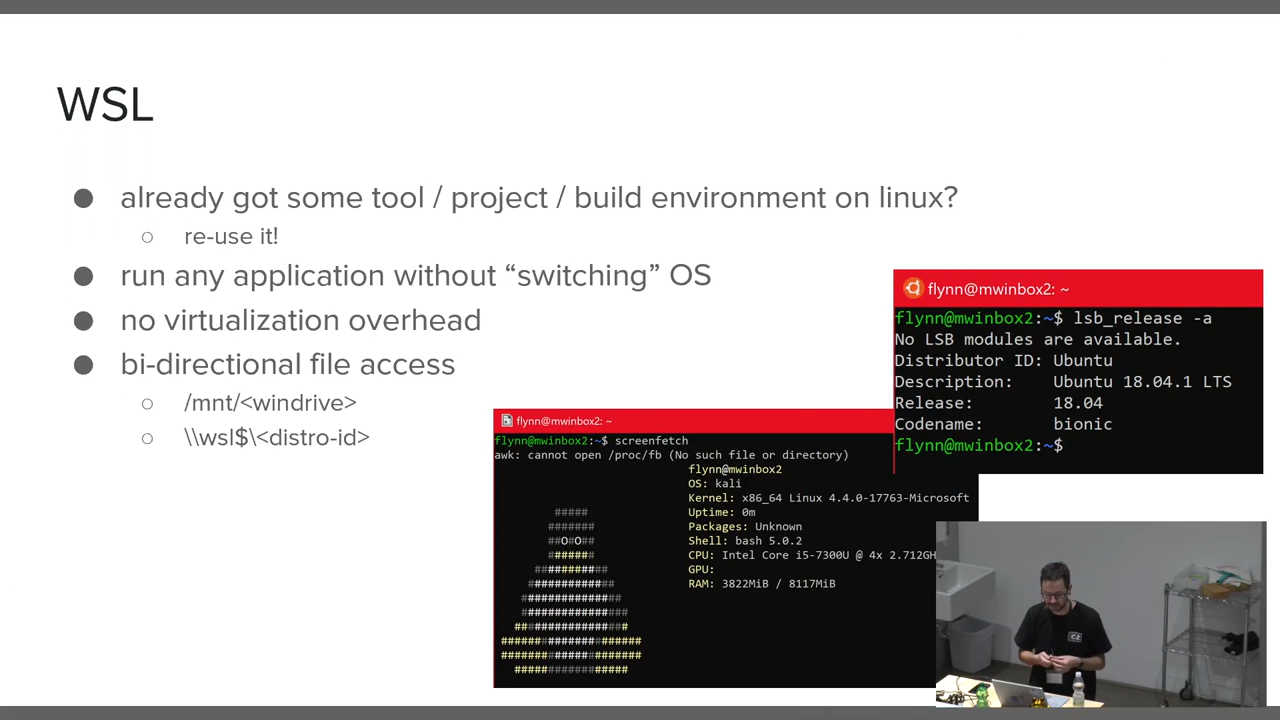 WSL
● already got some tool / project / build environment on linux?
○ re-use it!
● run any application without “switching” OS
● no virtualization overhead
● bi-directional file access
○ /mnt/<windrive>
○ \\wsl$\<distro-id>
flynn@mwinbox2: ~
flynn@mwinbox2:~$ lsb_release -a
No LSB modules are available.
Distributor ID: Ubuntu
Description: Ubuntu 18.04.1 LTS
Release: 18.04
Codename: bionic
flynn@mwinbox2:~$
flynn@mwinbox2: ~
flynn@mwinbox2:~$ screenfetch
awk: cannot open /proc/fb (No such file or directory)
flynn@mwinbox2
OS: kali
Kernel: x86_64 Linux 4.4.0-17763-Microsoft
Uptime: 0m
Packages: Unknown
Shell: bash 5.0.2
CPU: Intel Core i5-7300U @ 4x 2.712GH
GPU:
RAM: 3822MiB / 8117MiB
#####
#######
##O#O##
#######
###########
#############
###############
################
##################
######################
######################
####################